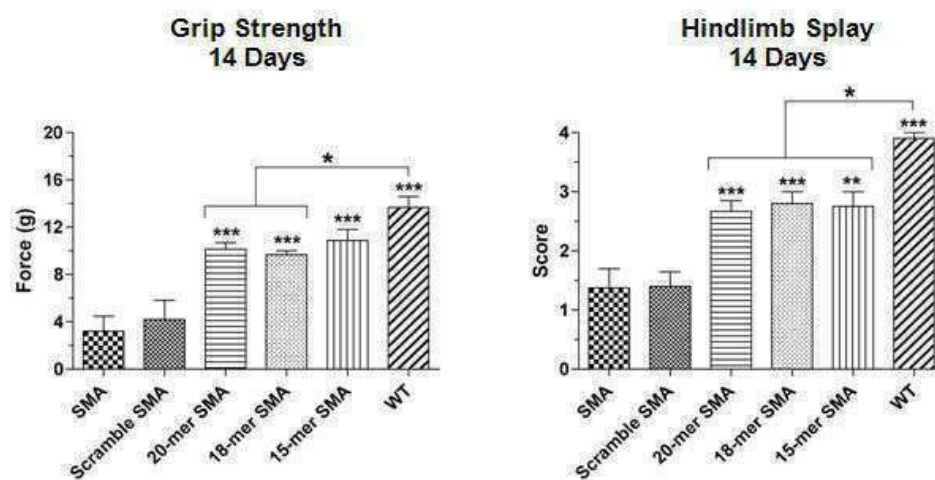 Grip Strength
14 Days
Force (g)
20
16
12
8
4
0
*
***
***
***
***
SMA
Scramble SMA
20-mer SMA
18-mer SMA
15-mer SMA
WT
Hindlimb Splay
14 Days
Score
4
3
2
1
0
*
***
***
***
**
SMA
Scramble SMA
20-mer SMA
18-mer SMA
15-mer SMA
WT